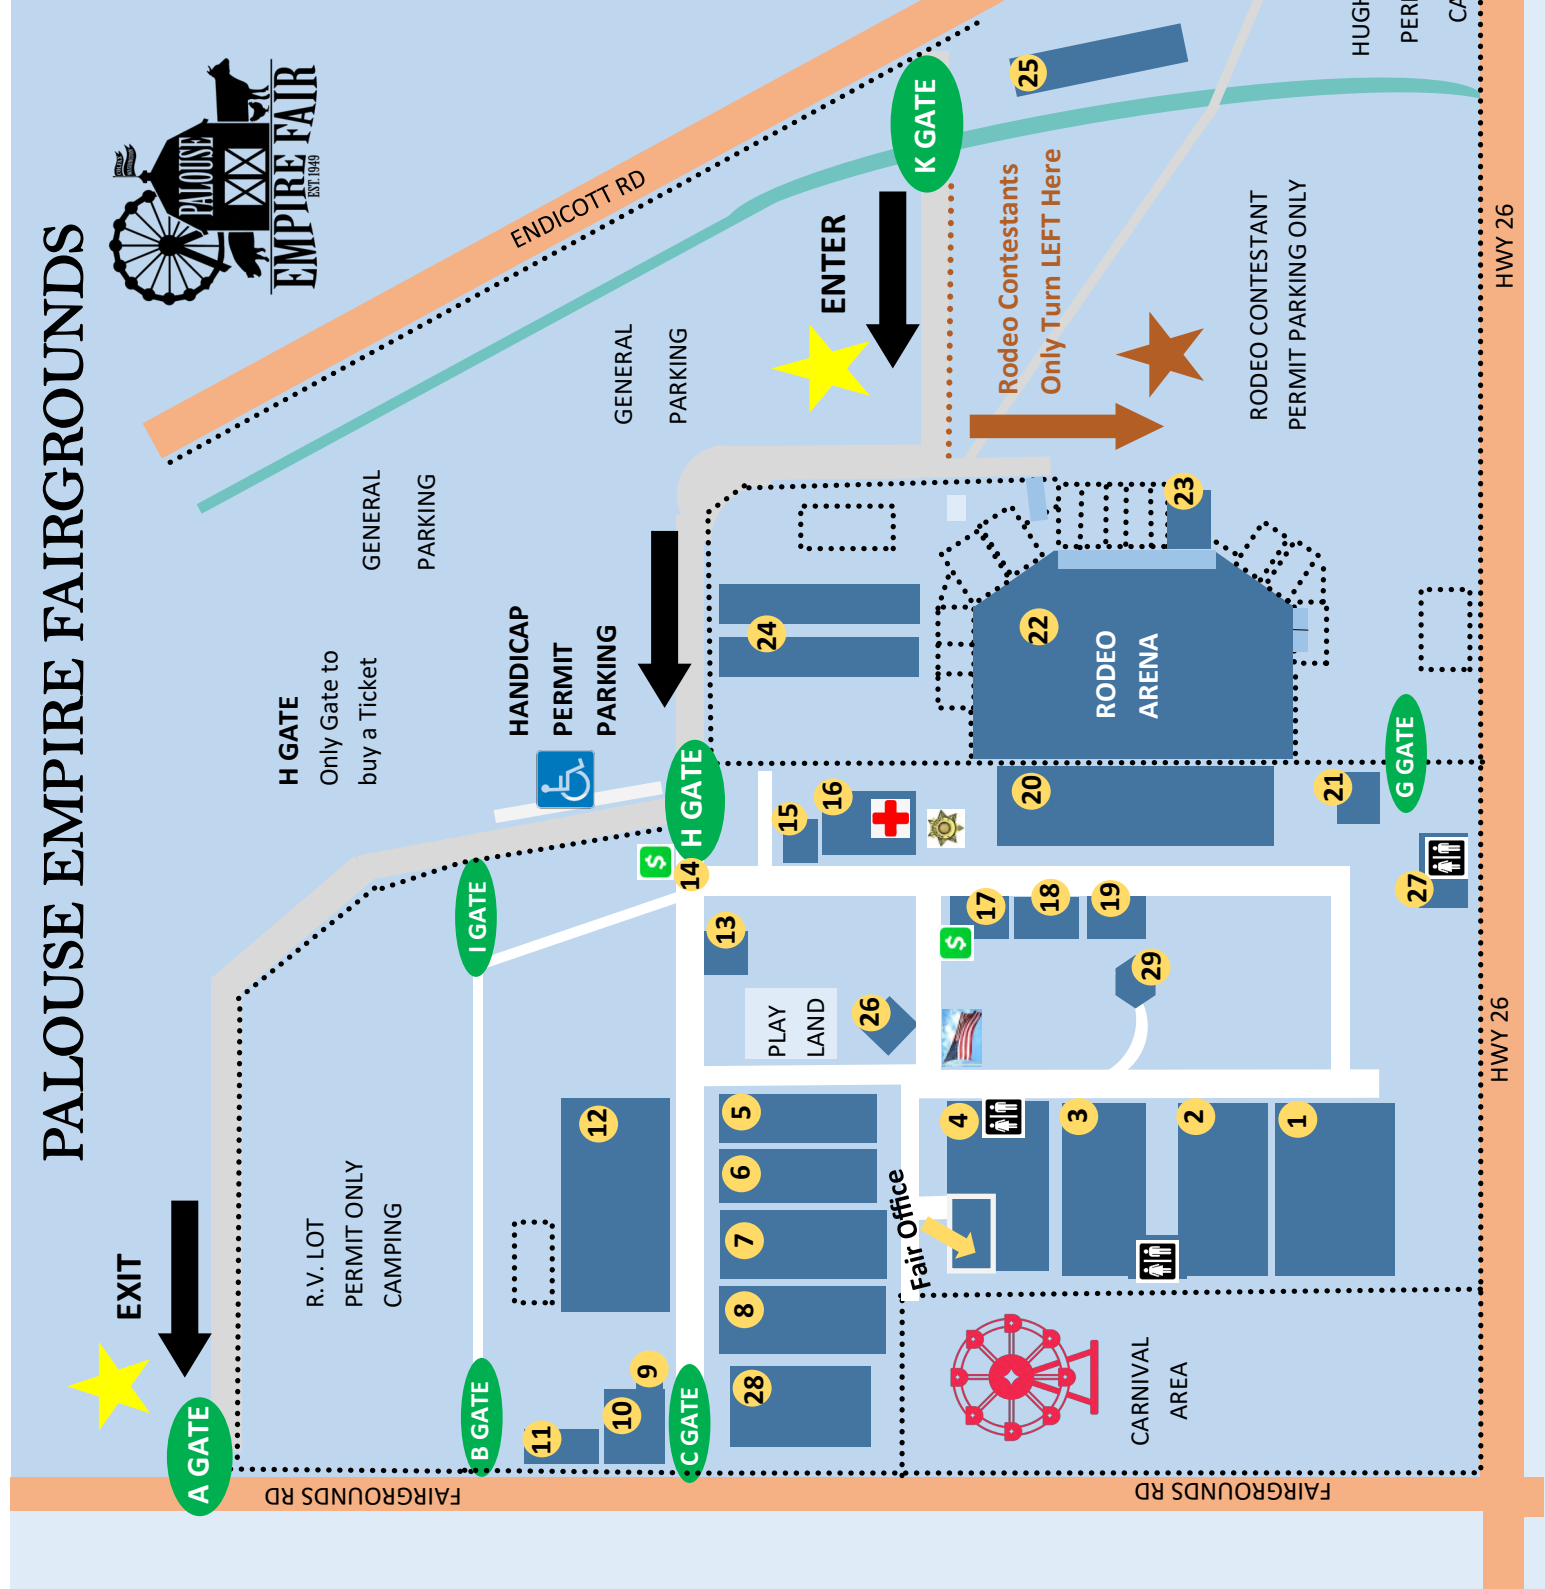 PALOUSE EMPIRE FAIRGROUNDS
PALOUSE
EMPIRE FAIR
EST.1949
EXIT
A GATE
R.V. LOT
PERMIT ONLY
CAMPING
H GATE
Only Gate to
buy a Ticket
GENERAL
PARKING
GENERAL
PARKING
ENDICOTT RD
HANDICAP
PERMIT
PARKING
ENTER
K GATE
25
Rodeo Contestants
Only Turn LEFT Here
RODEO CONTESTANT
PERMIT PARKING ONLY
HUGH
PER
CA
I GATE
B GATE
H GATE
$
14
12
11
10
9
C GATE
13
15
16
24
5
6
7
8
28
PLAY
LAND
26
Fair Office
$
17
18
19
20
22
RODEO
ARENA
23
29
4
3
2
1
21
G GATE
27
CARNIVAL
AREA
FAIRGROUNDS RD
FAIRGROUNDS RD
HWY 26
HWY 26